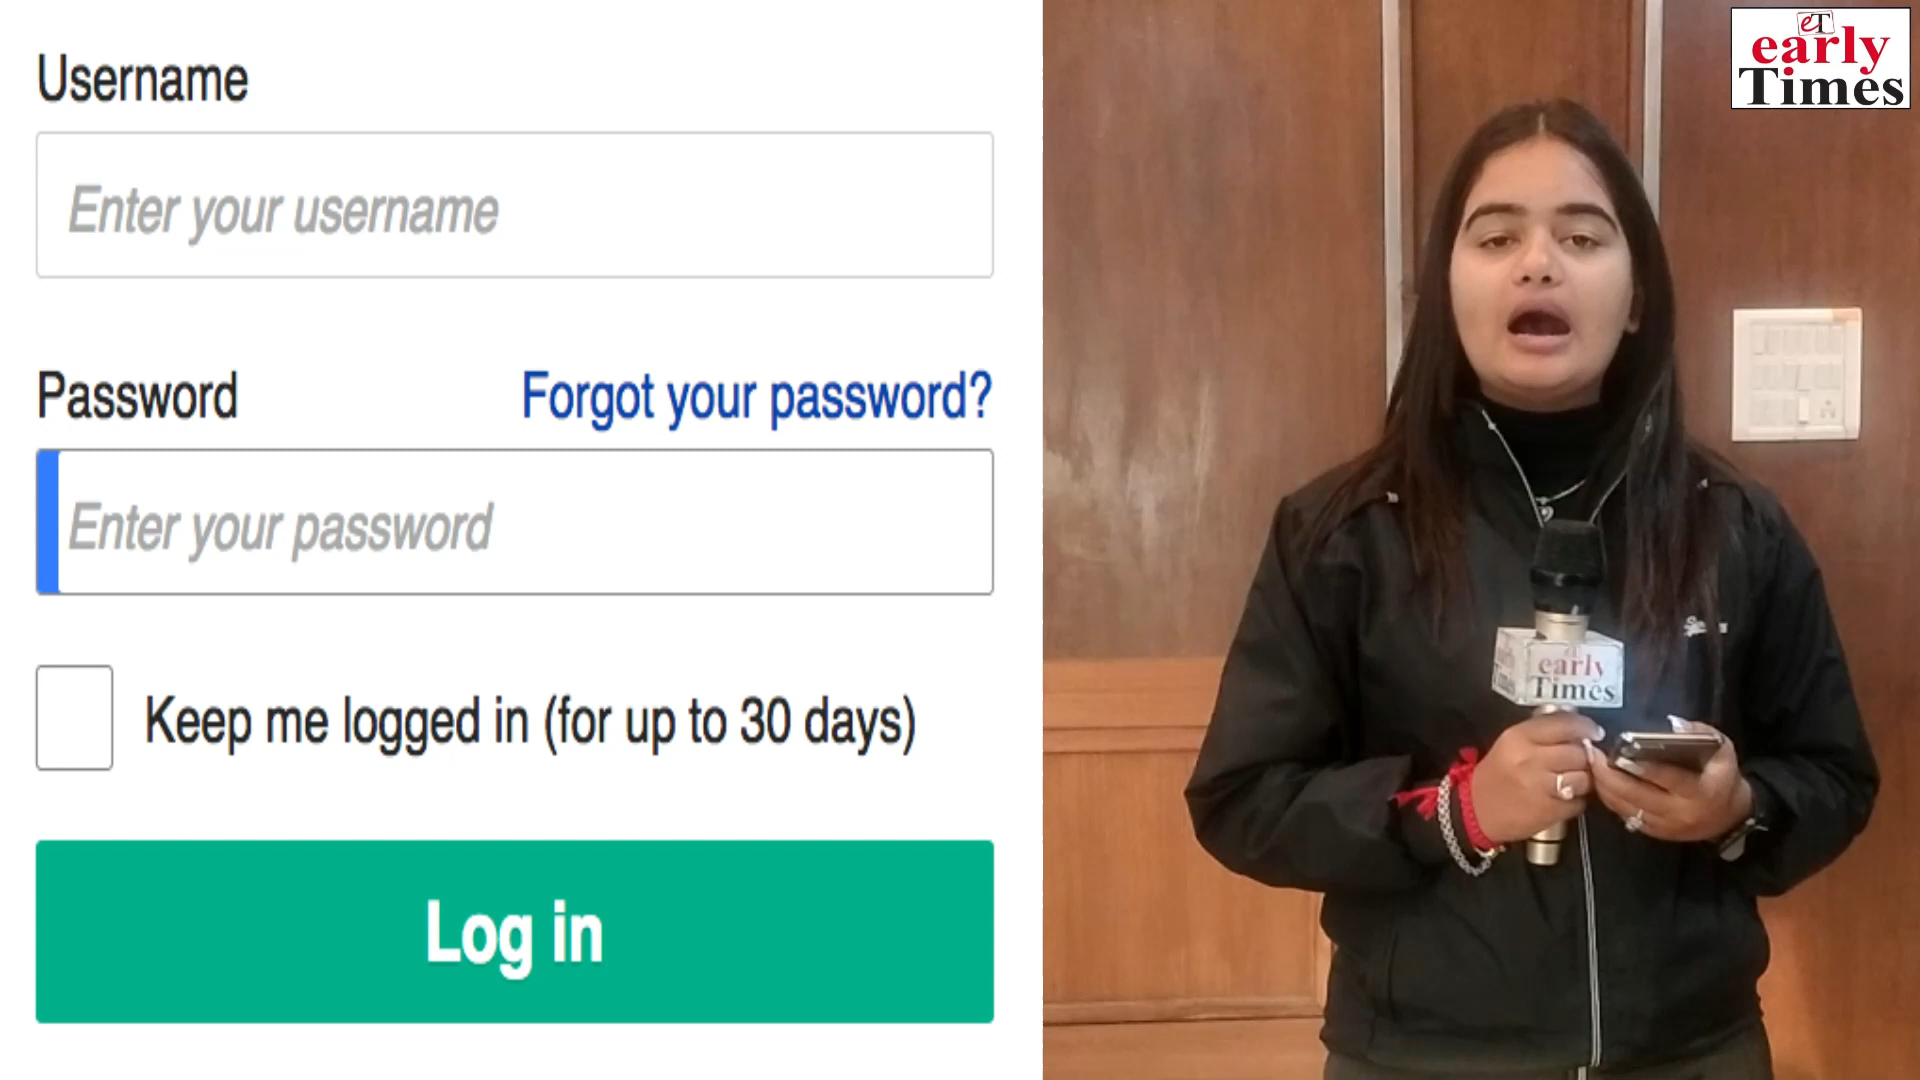 Username
Enter your username
Password
Forgot your password?
Enter your password
Keep me logged in (for up to 30 days)
Log in
eT
early
Times
early
Times